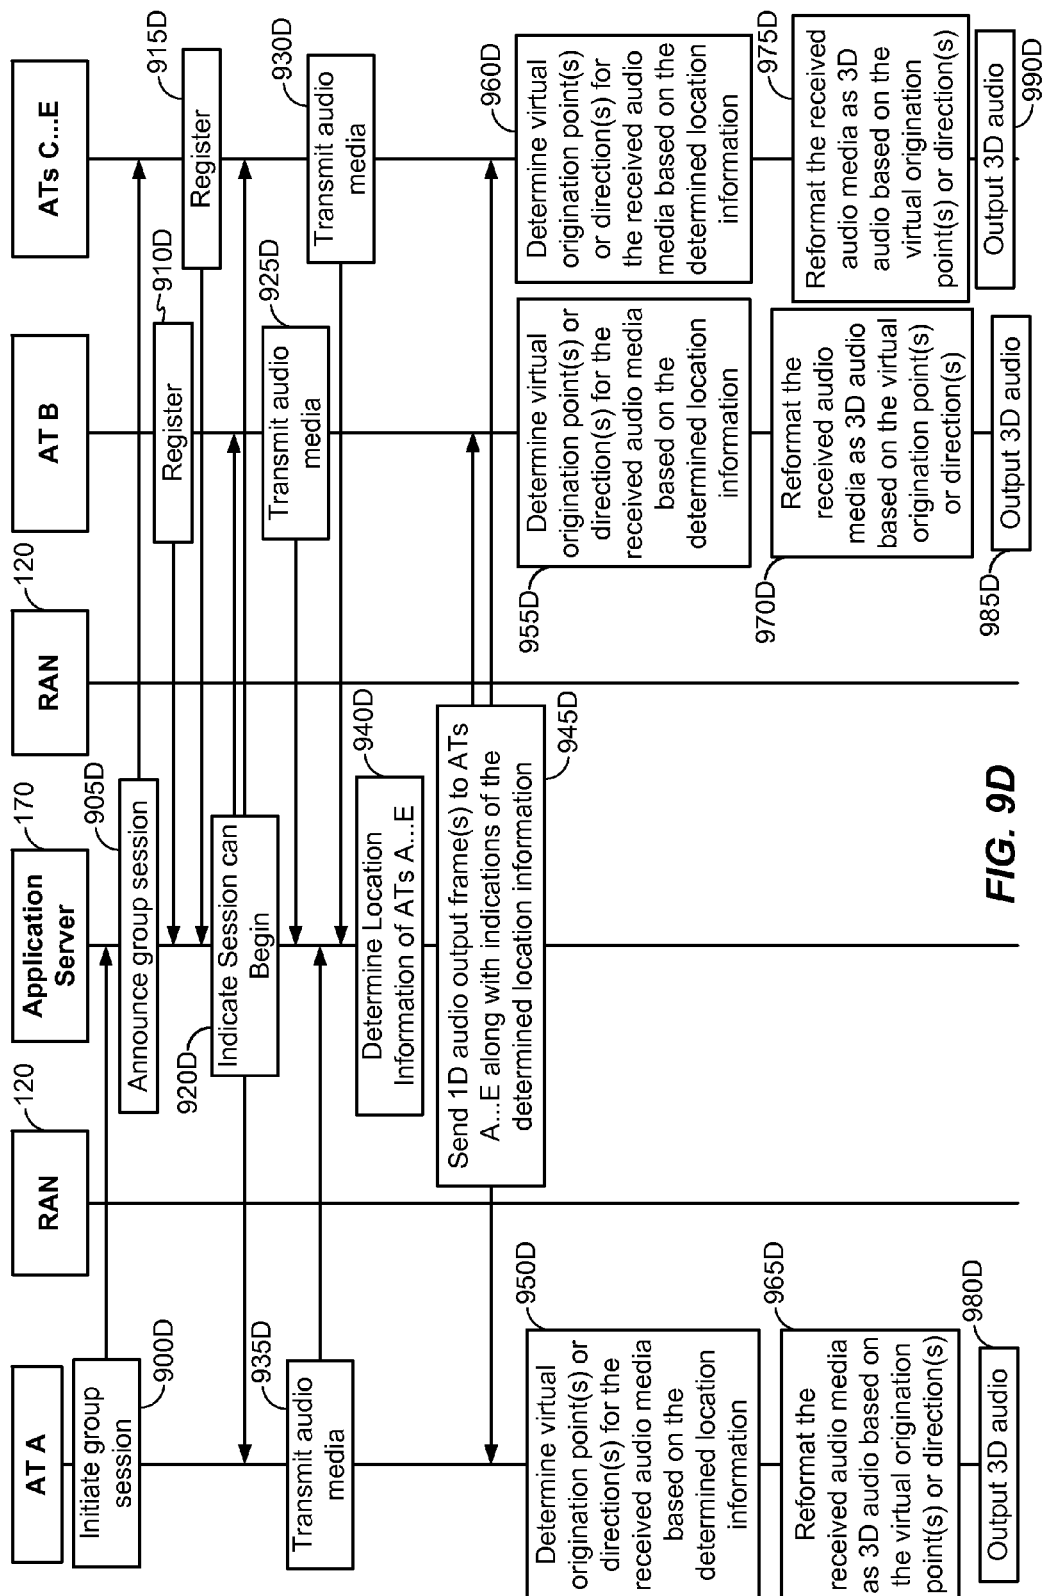 AT A
RAN
120
Application
Server
170
RAN
120
AT B
ATs C...E
Initiate group
session
900D
Announce group session
905D
Register
910D
Register
915D
Indicate Session can
Begin
920D
Transmit audio
media
925D
Transmit audio
media
930D
Transmit audio
media
935D
Determine Location
Information of ATs A...E
940D
Send 1D audio output frame(s) to ATs
A...E along with indications of the
determined location information
945D
Determine virtual
origination point(s) or
direction(s) for the
received audio media
based on the
determined location
information
950D
Determine virtual
origination point(s) or
direction(s) for the
received audio media
based on the
determined location
information
955D
Determine virtual
origination point(s)
or direction(s) for
the received audio
media based on the
determined location
information
960D
Reformat the
received audio media
as 3D audio based on
the virtual origination
point(s) or direction(s)
965D
Reformat the
received audio
media as 3D audio
based on the virtual
origination point(s)
or direction(s)
970D
Reformat the received
audio media as 3D
audio based on the
virtual origination
point(s) or direction(s)
975D
Output 3D audio
980D
Output 3D audio
985D
Output 3D audio
990D
FIG. 9D